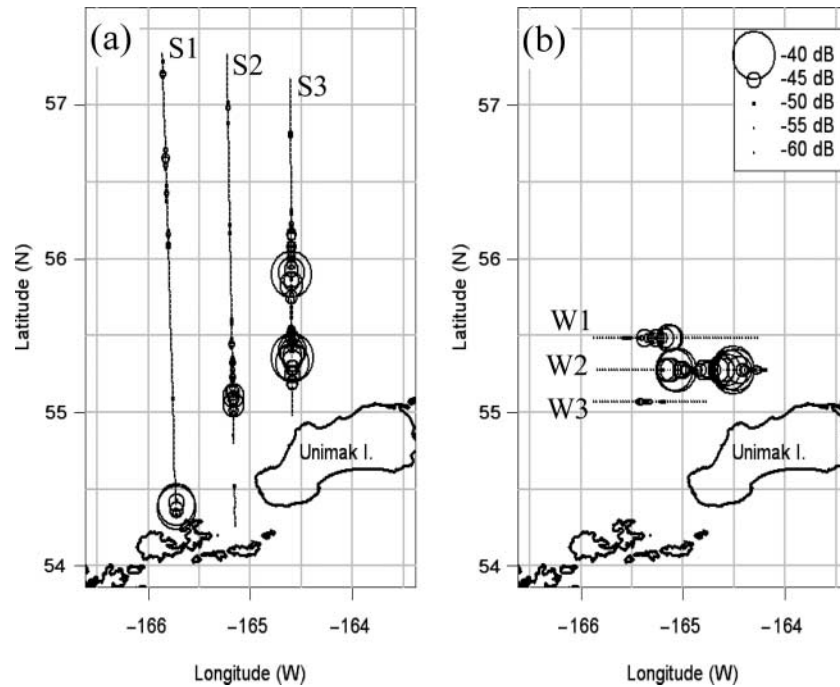 (a)
S1
S2
S3
57
56
55
54
Latitude (N)
Unimak I.
−166
−165
−164
Longitude (W)
(b)
-40 dB
-45 dB
-50 dB
-55 dB
-60 dB
57
56
55
54
Latitude (N)
W1
W2
W3
Unimak I.
−166
−165
−164
Longitude (W)